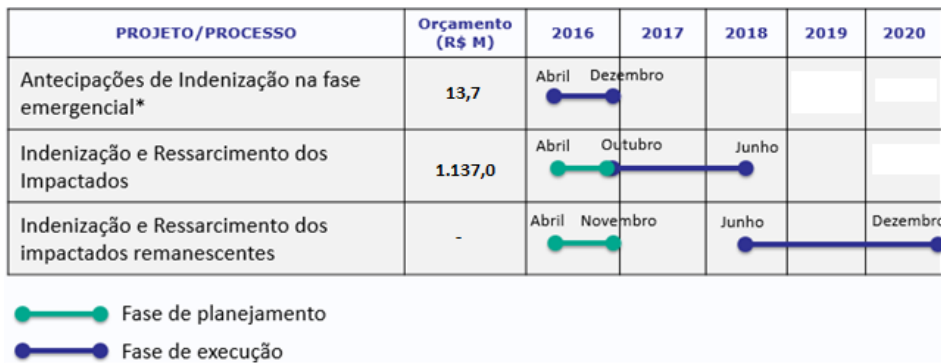 PROJETO/PROCESSO Orçamento (R$ M) 2016 2017 2018 2019 2020
Abril Dezembro
Antecipações de Indenização na fase
emergencial*
13,7
Abril Outubro Junho
Indenização e Ressarcimento dos
Impactados
1.137,0
Abril Novembro Junho Dezembro
Indenização e Ressarcimento dos
impactados remanescentes
-
Fase de planejamento
Fase de execução